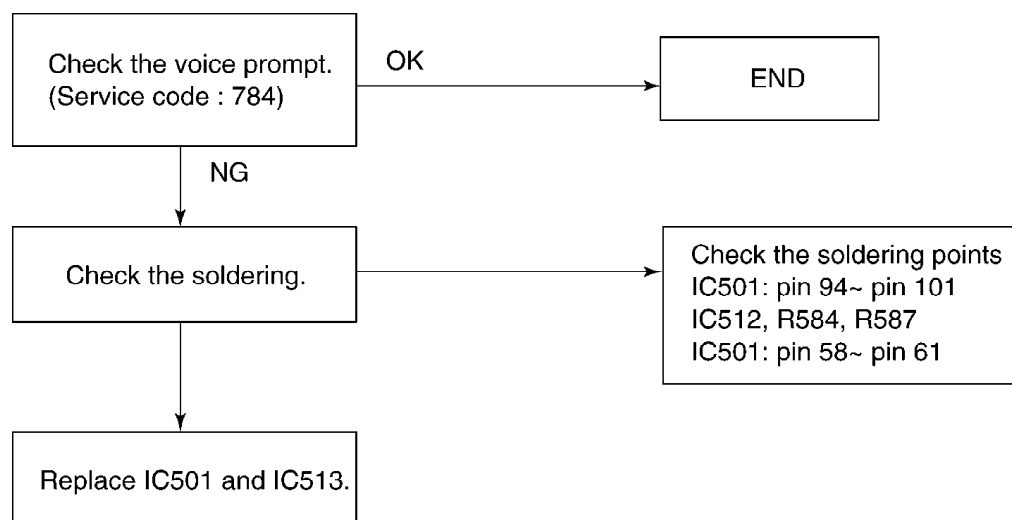 Check the voice prompt.
(Service code : 784)
OK
END
NG
Check the soldering.
Check the soldering points
IC501: pin 94~ pin 101
IC512, R584, R587
IC501: pin 58~ pin 61
Replace IC501 and IC513.